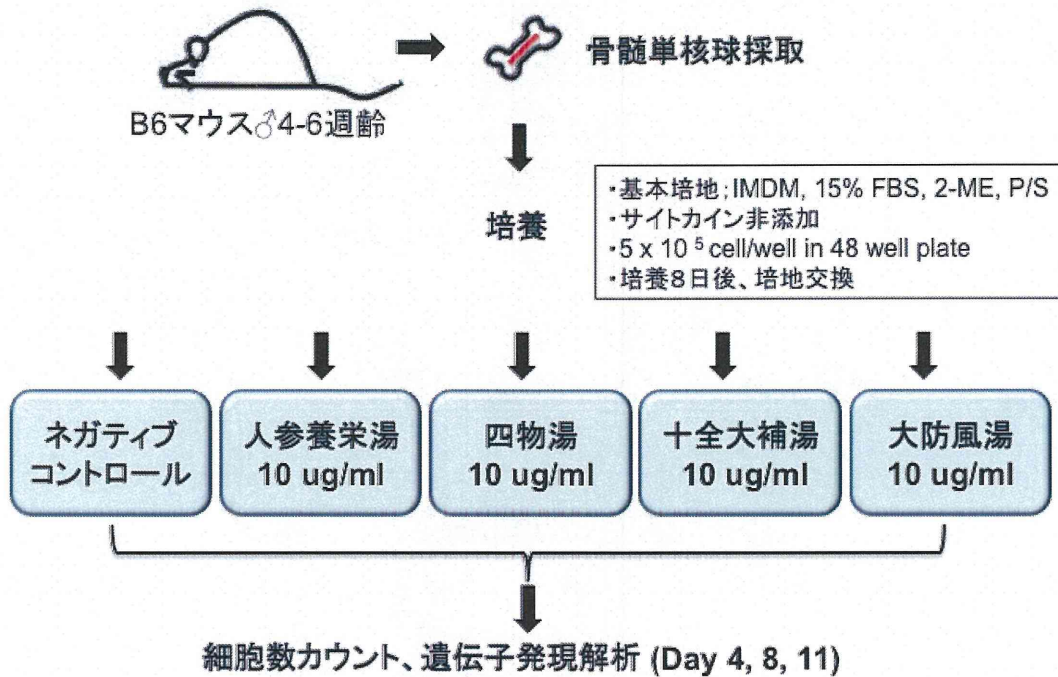 骨髄単核球採取
B6マウス♂4-6週齢
・基本培地;IMDM, 15% FBS, 2-ME, P/S
・サイトカイン非添加
・5 x 10 5 cell/well in 48 well plate
・培養8日後、培地交換
培養
ネガティブ
コントロール
人参養栄湯
10 ug/ml
四物湯
10 ug/ml
十全大補湯
10 ug/ml
大防風湯
10 ug/ml
細胞数カウント、遺伝子発現解析 (Day 4, 8, 11)